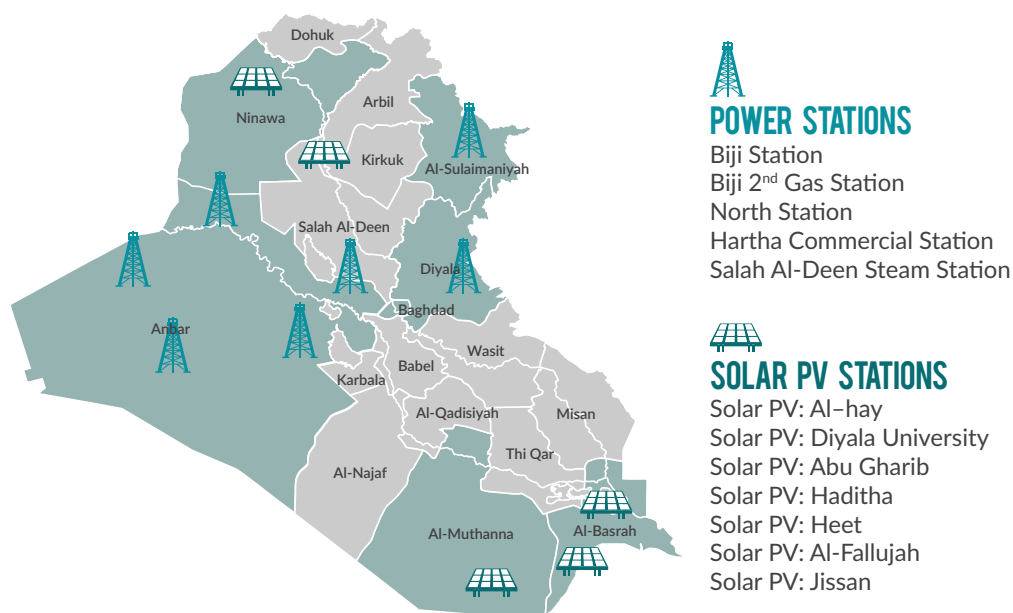 Dohuk
Ninawa
Arbil
Kirkuk
Al-Sulaimaniyah
Salah Al-Deen
Diyala
Baghdad
Anbar
Wasit
Babel
Karbala
Al-Qadisiyah
Misan
Thi Qar
Al-Najaf
Al-Muthanna
Al-Basrah
POWER STATIONS
Biji Station
Biji 2nd Gas Station
North Station
Hartha Commercial Station
Salah Al-Deen Steam Station
SOLAR PV STATIONS
Solar PV: Al–hay
Solar PV: Diyala University
Solar PV: Abu Gharib
Solar PV: Haditha
Solar PV: Heet
Solar PV: Al-Fallujah
Solar PV: Jissan